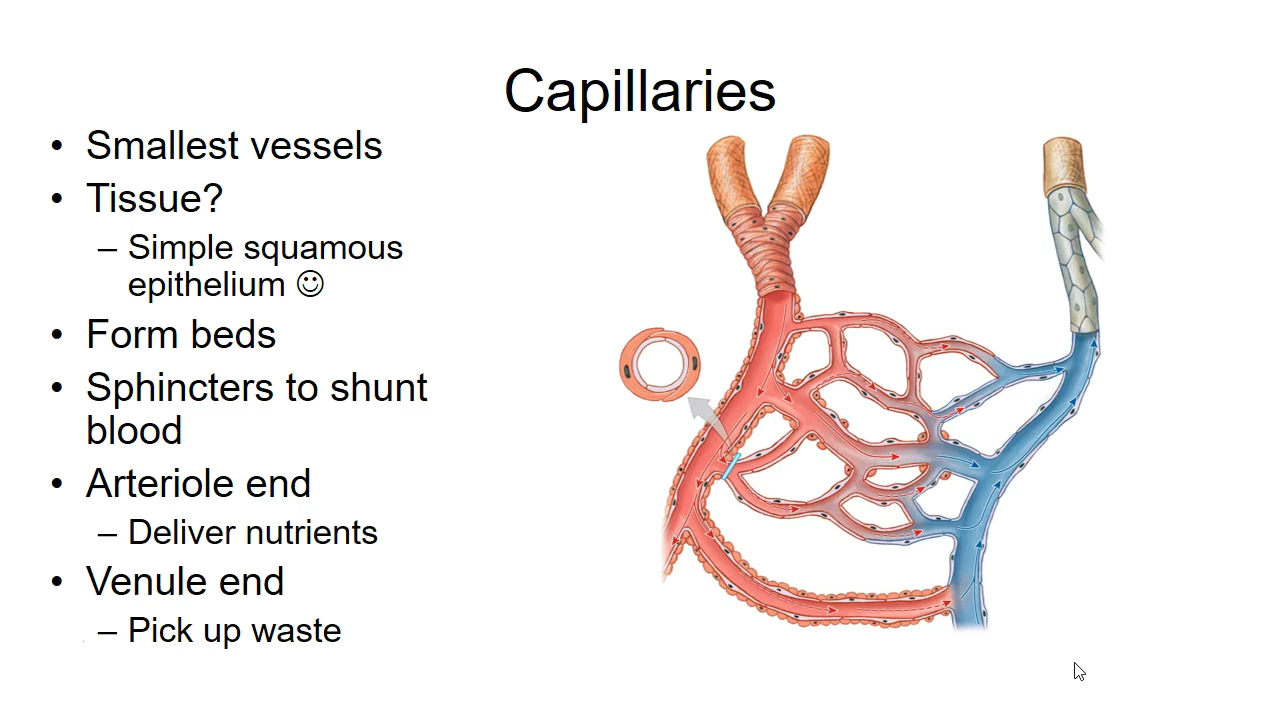 Capillaries
• Smallest vessels
• Tissue?
– Simple squamous
epithelium ☺
• Form beds
• Sphincters to shunt
blood
• Arteriole end
– Deliver nutrients
• Venule end
– Pick up waste